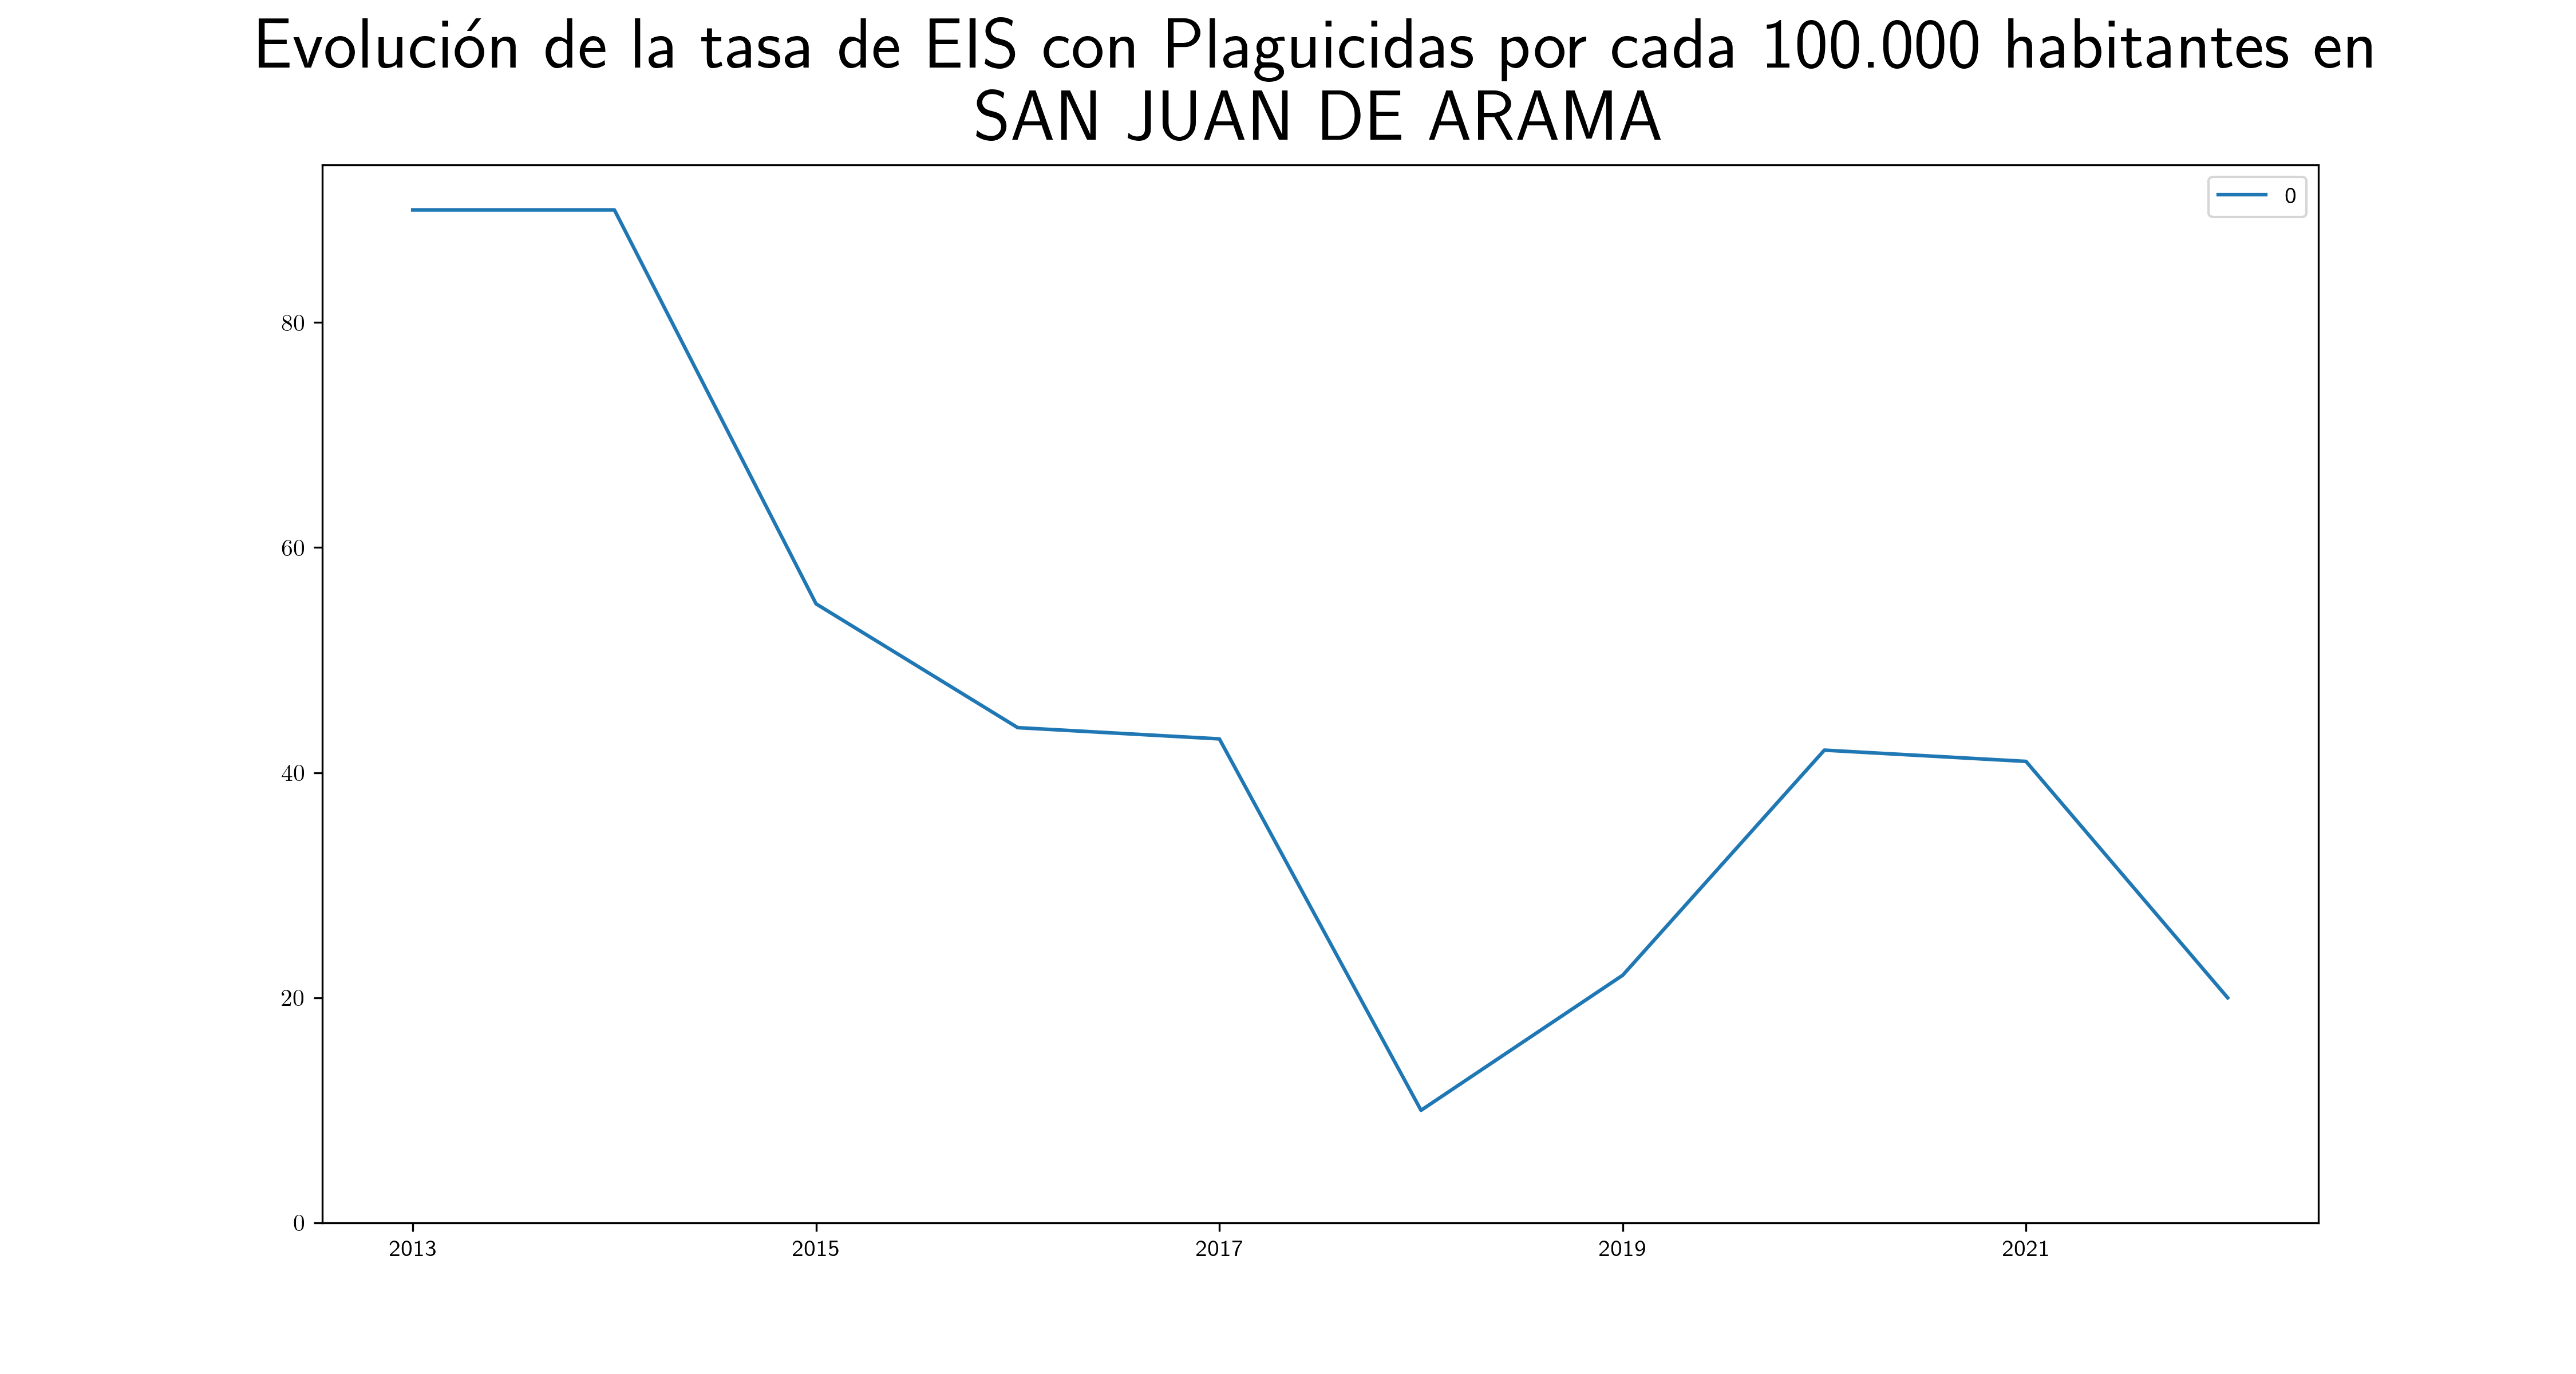 Evolución de la tasa de EIS con Plaguicidas por cada 100.000 habitantes en
SAN JUAN DE ARAMA
0
80
60
40
20
0
2013 2015 2017 2019 2021